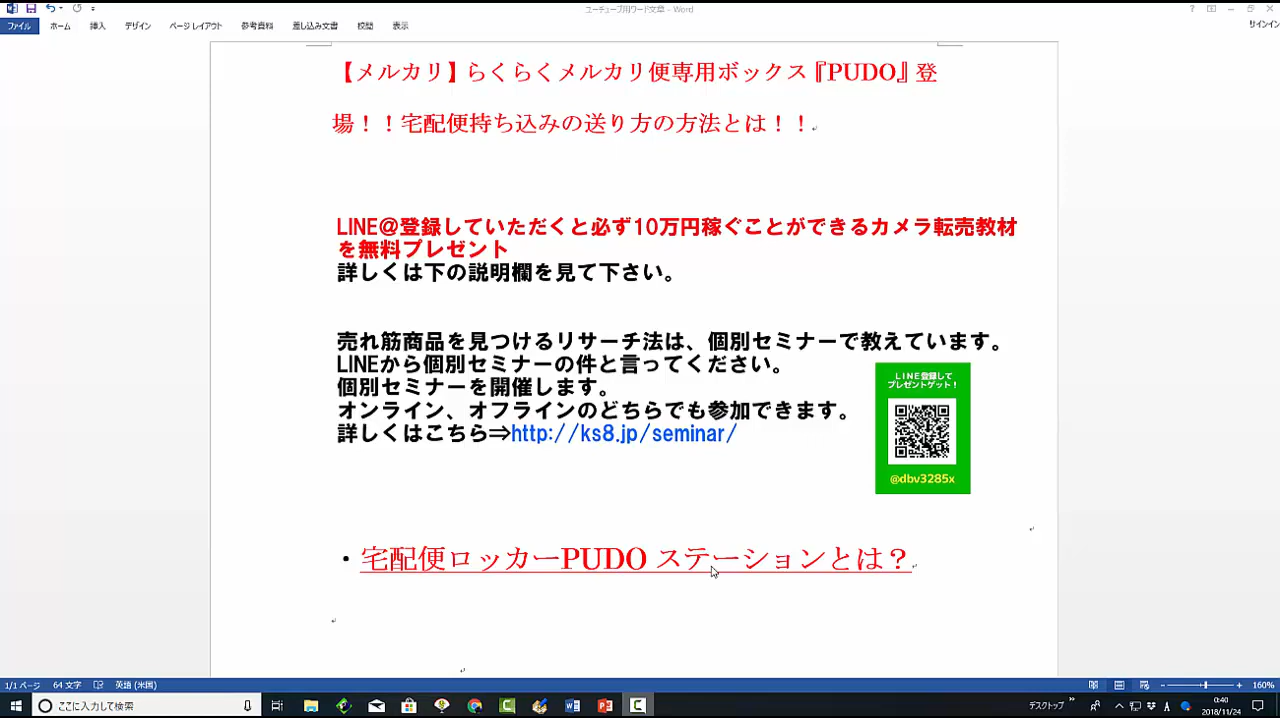 ユーチューブ用ワード文章 - Word
サインイン
ファイル ホーム 挿入 デザイン ページ レイアウト 参考資料 差し込み文書 校閲 表示
【メルカリ】らくらくメルカリ便専用ボックス『PUDO』登
場！！宅配便持ち込みの送り方の方法とは！！
LINE@登録していただくと必ず10万円稼ぐことができるカメラ転売教材
を無料プレゼント
詳しくは下の説明欄を見て下さい。
売れ筋商品を見つけるリサーチ法は、個別セミナーで教えています。
LINEから個別セミナーの件と言ってください。
個別セミナーを開催します。
オンライン、オフラインのどちらでも参加できます。
詳しくはこちら⇒http://ks8.jp/seminar/
LINE登録して
プレゼントゲット！
@dbv3285x
・宅配便ロッカーPUDO ステーションとは？
1/1 ページ 64 文字 英語 (米国) 160%
ここに入力して検索
デスクトップ
0:40
2018/11/24